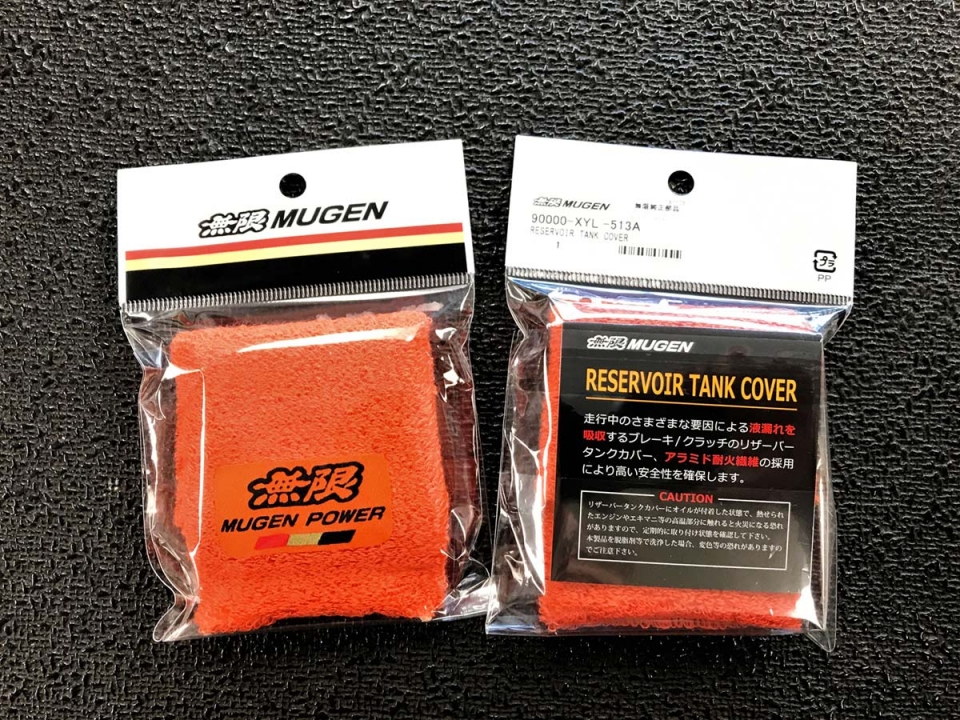 無限 MUGEN
無限
MUGEN POWER
無限 MUGEN 無限純正部品
90000-XYL -513A
RESERVOIR TANK COVER
1
プラ
PP
無限 MUGEN
RESERVOIR TANK COVER
走行中のさまざまな要因による液漏れを
吸収するブレーキ/クラッチのリザーバー
タンクカバー、アラミド耐火繊維の採用
により高い安全性を確保します。
CAUTION
リザーバータンクカバーにオイルが付着した状態で、熱せられ
たエンジンやエキマニ等の高温部分に触れると火災になる恐れ
がありますので、定期的に取り付け状態を確認して下さい。
本製品を脱脂剤等で洗浄した場合、変色等の恐れがありますの
でご注意下さい。